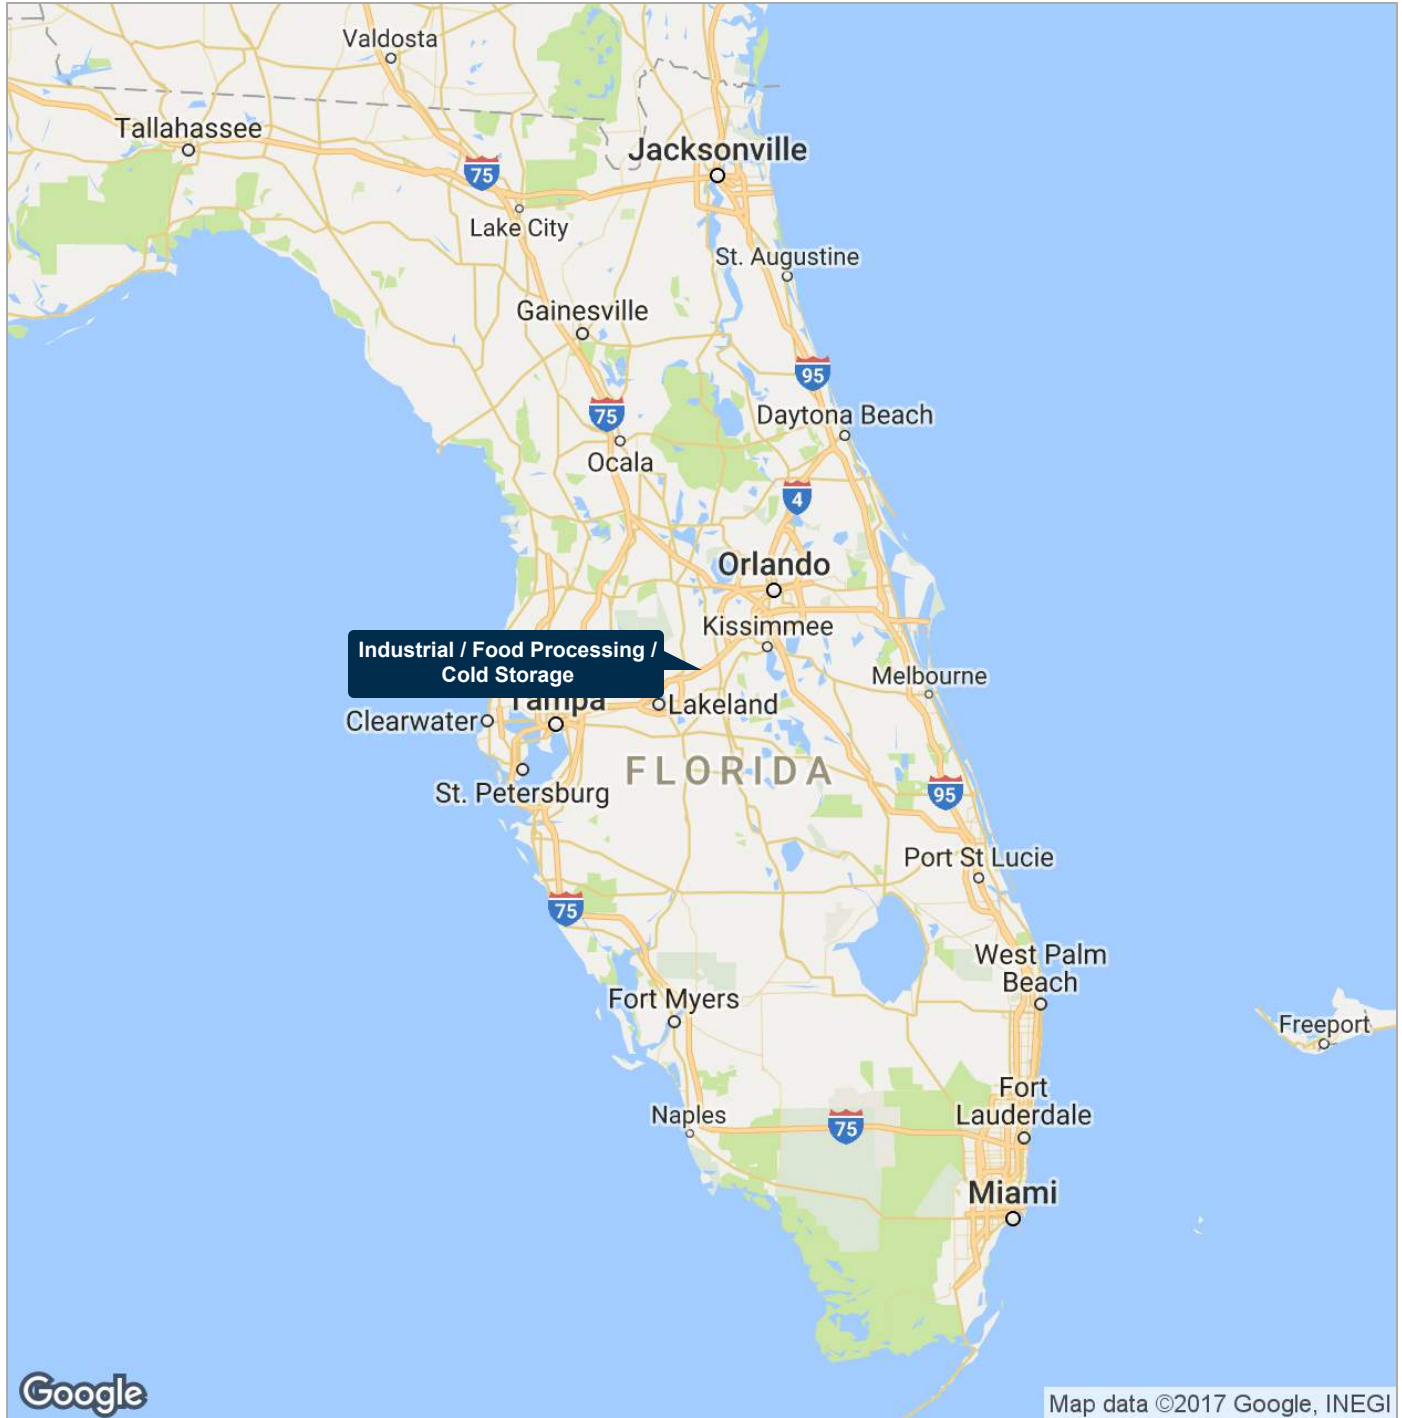 Valdosta
Tallahassee
Jacksonville
75
Lake City
St. Augustine
Gainesville
95
75
Daytona Beach
Ocala
4
Orlando
Kissimmee
Industrial / Food Processing /
Cold Storage
Melbourne
Tampa
Lakeland
Clearwater
FLORIDA
St. Petersburg
95
Port St Lucie
75
West Palm
Beach
Fort Myers
Freeport
Fort
Lauderdale
Naples
75
Miami
Google
Map data ©2017 Google, INEGI